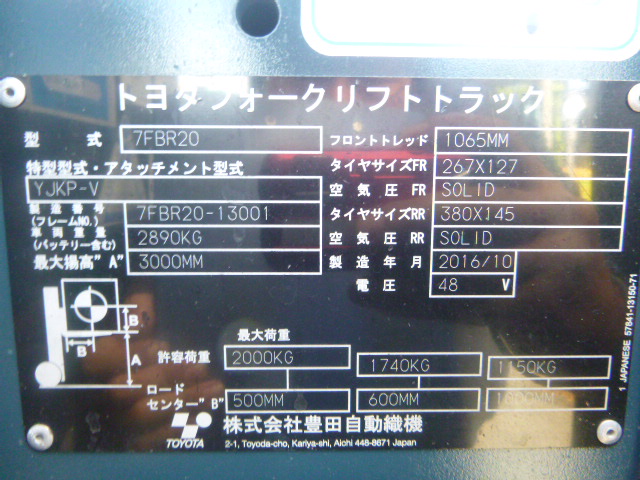 トヨタフォークリフトトラック
型式 7FBR20
フロントトレッド 1065MM
特型型式・アタッチメント型式
タイヤサイズFR 267X127
YJKP-V
空気圧FR SOLID
製造番号 (フレームNO.) 7FBR20-13001
タイヤサイズRR 380X145
車両重量 (バッテリー含む) 2890KG
空気圧RR SOLID
最大揚高"A" 3000MM
製造年月 2016/10
電圧 48 V
B
B
A
最大荷重
許容荷重 2000KG 1740KG 1150KG
ロードセンター"B" 500MM 600MM 1000MM
TOYOTA
株式会社豊田自動織機
2-1, Toyoda-cho, Kariya-shi, Aichi 448-8671 Japan
1 JAPANESE 57841-13150-71